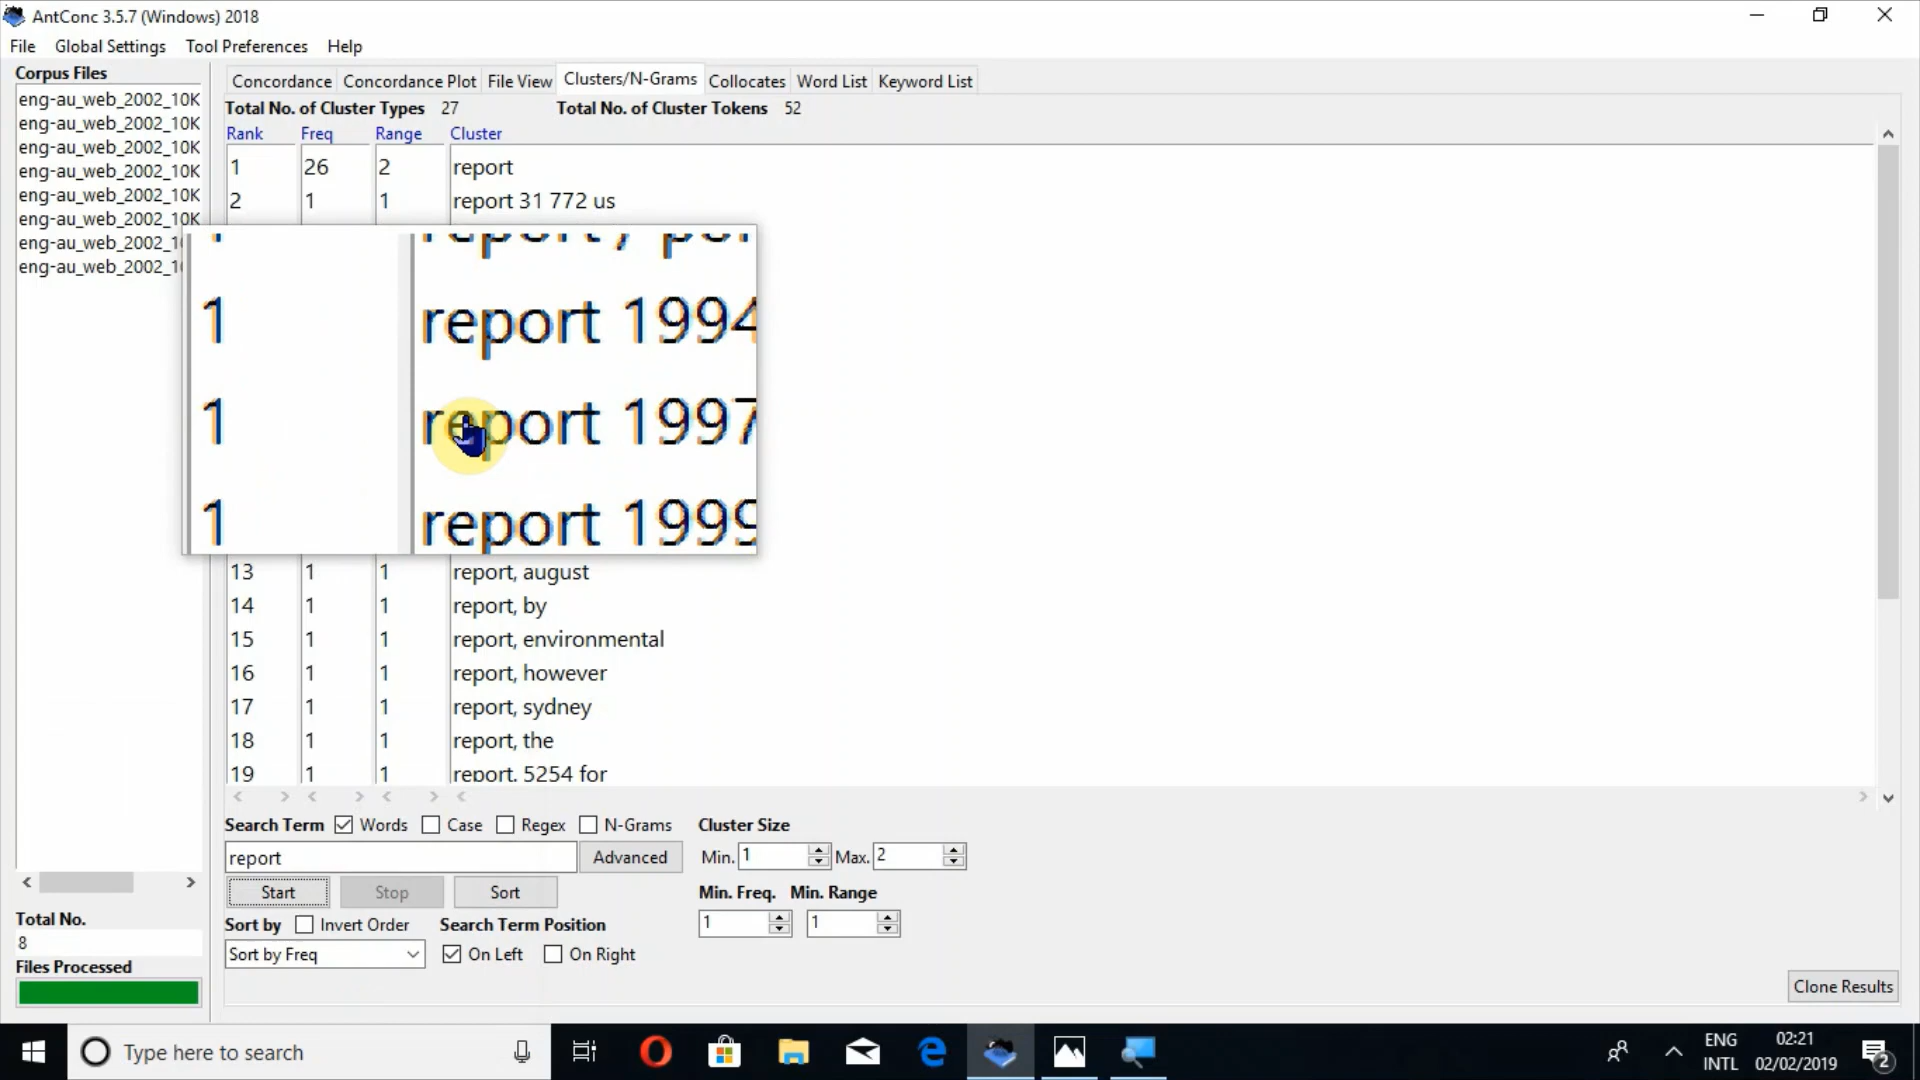 AntConc 3.5.7 (Windows) 2018
File Global Settings Tool Preferences Help
Corpus Files
eng-au_web_2002_10K
eng-au_web_2002_10K
eng-au_web_2002_10K
eng-au_web_2002_10K
eng-au_web_2002_10K
eng-au_web_2002_10K
eng-au_web_2002_1
eng-au_web_2002_1
Total No.
8
Files Processed
Concordance Concordance Plot File View Clusters/N-Grams Collocates Word List Keyword List
Total No. of Cluster Types 27 Total No. of Cluster Tokens 52
Rank Freq Range Cluster
1 26 2 report
2 1 1 report 31 772 us
1 report 1994
1 report 1997
1 report 1999
13 1 1 report, august
14 1 1 report, by
15 1 1 report, environmental
16 1 1 report, however
17 1 1 report, sydney
18 1 1 report, the
19 1 1 report. 5254 for
Search Term Words Case Regex N-Grams Cluster Size
report Advanced Min. 1 Max. 2
Start Stop Sort Min. Freq. Min. Range
1 1
Sort by Invert Order Search Term Position
Sort by Freq On Left On Right
Clone Results
Type here to search
ENG 02:21
INTL 02/02/2019 2